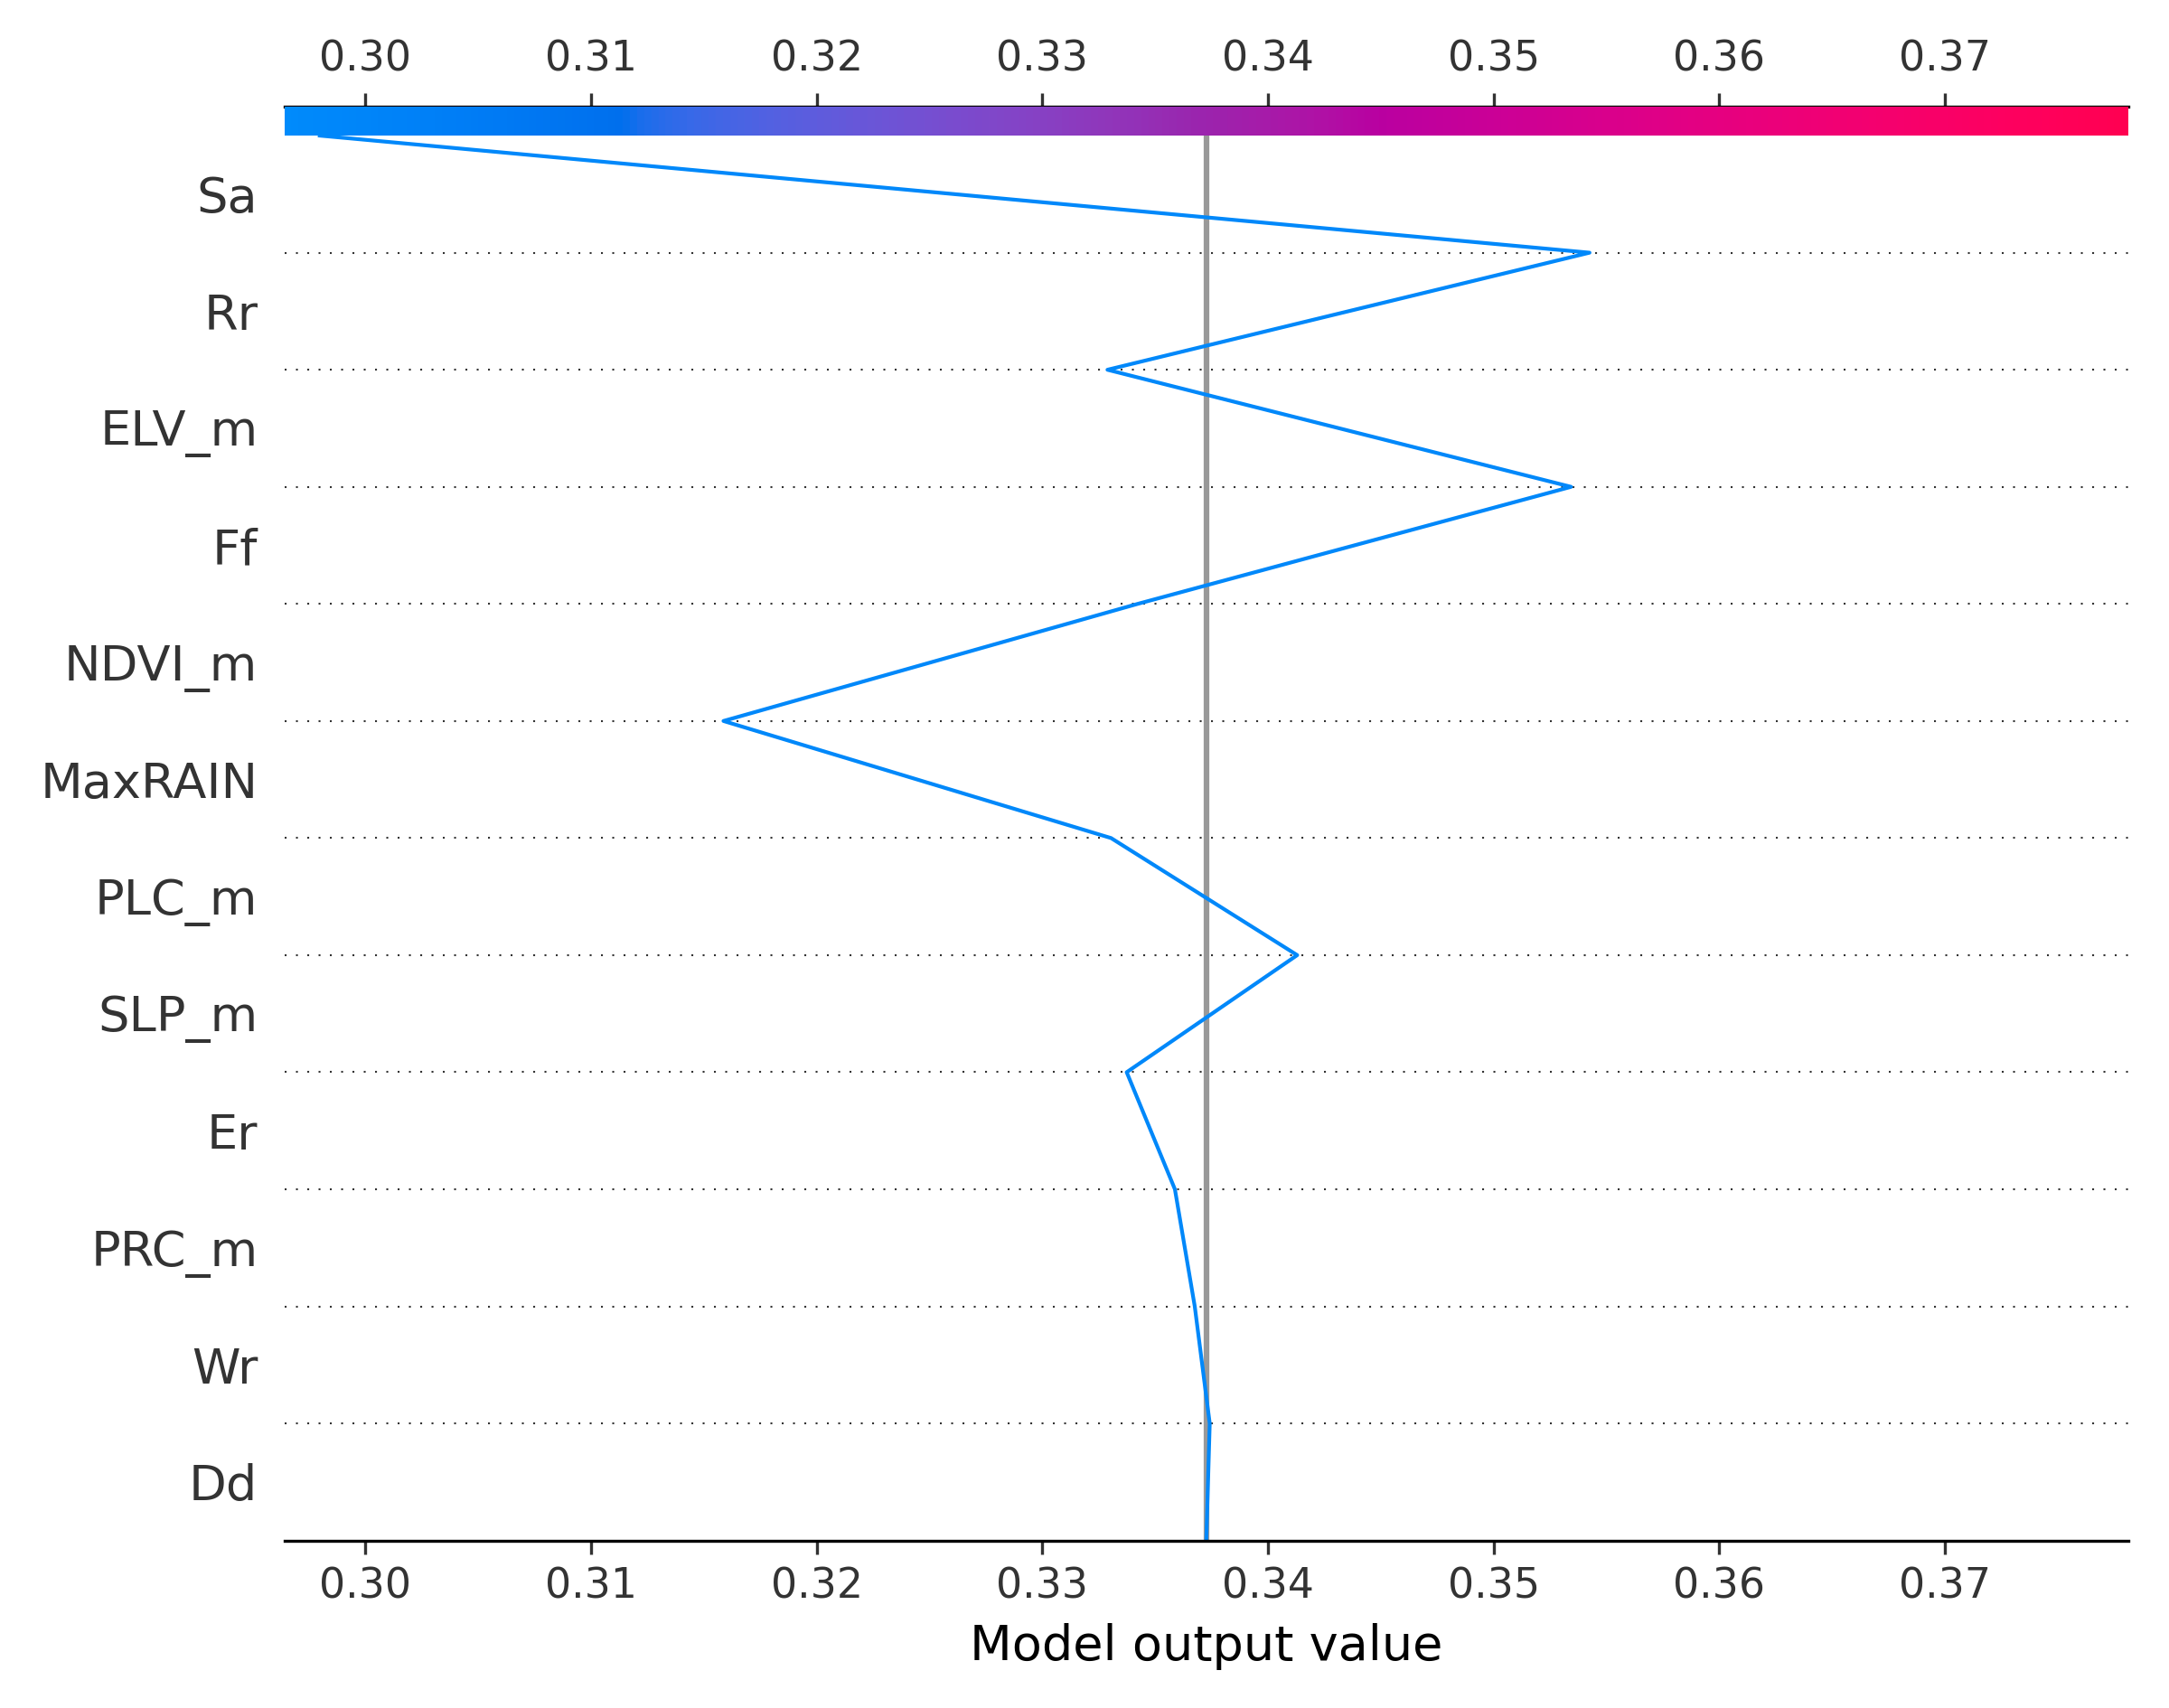 0.30 0.31 0.32 0.33 0.34 0.35 0.36 0.37
Sa
Rr
ELV_m
Ff
NDVI_m
MaxRAIN
PLC_m
SLP_m
Er
PRC_m
Wr
Dd
0.30 0.31 0.32 0.33 0.34 0.35 0.36 0.37
Model output value